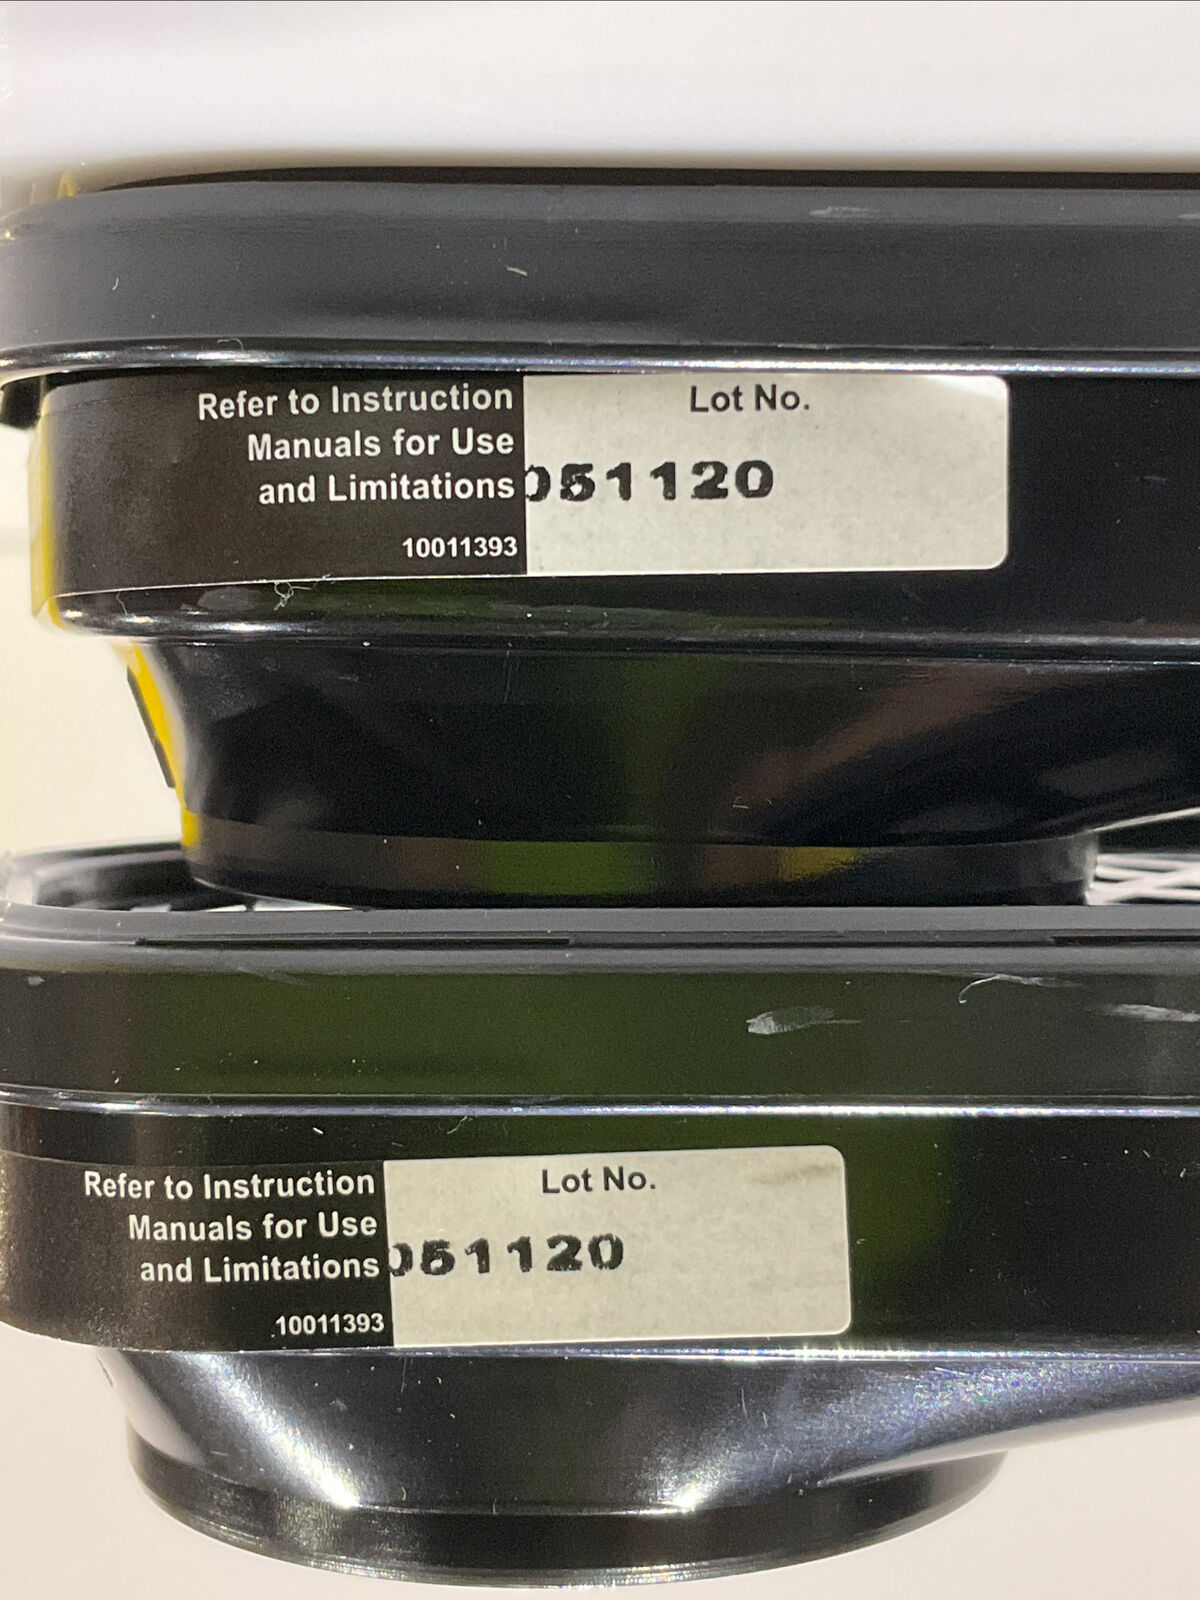 Refer to Instruction
Manuals for Use
and Limitations
10011393
Lot No.
051120
Refer to Instruction
Manuals for Use
and Limitations
10011393
Lot No.
051120